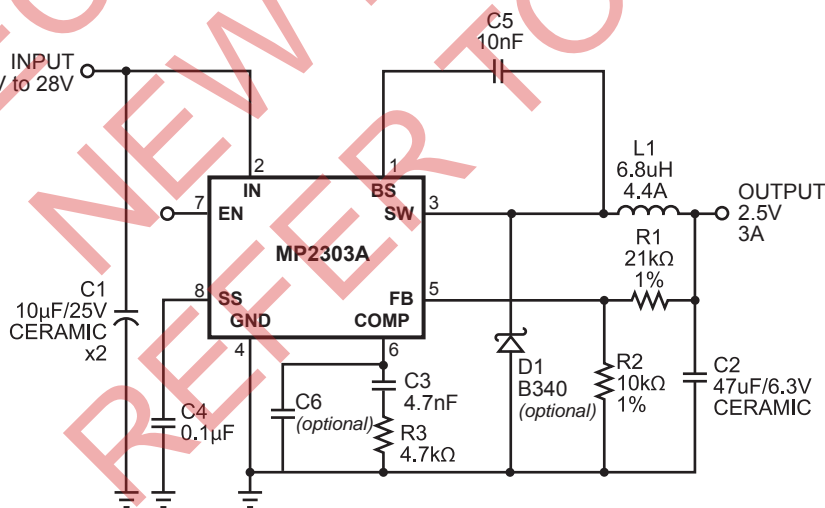 C5
10nF
INPUT
V to 28V
2
1
L1
6.8uH
4.4A
IN
BS
7
EN
SW
3
OUTPUT
2.5V
3A
MP2303A
R1
21kΩ
1%
C1
10µF/25V
CERAMIC
x2
8
SS
FB
5
GND
COMP
4
6
C3
4.7nF
D1
B340
(optional)
R2
10kΩ
1%
C2
47uF/6.3V
CERAMIC
C4
0.1µF
C6
(optional)
R3
4.7kΩ
NEW
REFER TO